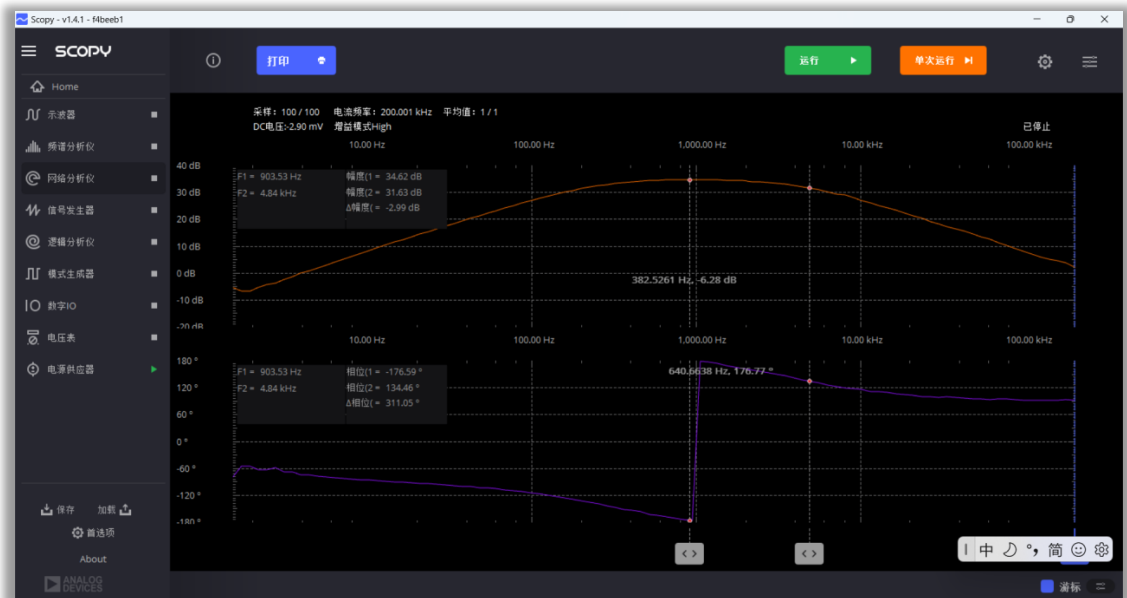 Scopy - v1.4.1 - f4beeb1
SCOPY
打印
运行
单次运行
Home
示波器
频谱分析仪
网络分析仪
信号发生器
逻辑分析仪
模式生成器
数字IO
电压表
电源供应器
保存 加载
首选项
About
ANALOG DEVICES
采样: 100 / 100 电流频率: 200.001 kHz 平均值: 1 / 1
DC电压:-2.90 mV 增益模式High
已停止
10.00 Hz 100.00 Hz 1,000.00 Hz 10.00 kHz 100.00 kHz
40 dB
F1 = 903.53 Hz 幅度(1 = 34.62 dB
F2 = 4.84 kHz 幅度(2 = 31.63 dB
Δ幅度( = -2.99 dB
30 dB
20 dB
10 dB
0 dB
382.5261 Hz, -6.28 dB
-10 dB
-20 dB
10.00 Hz 100.00 Hz 1,000.00 Hz 10.00 kHz 100.00 kHz
180 °
F1 = 903.53 Hz 相位(1 = -176.59 °
F2 = 4.84 kHz 相位(2 = 134.46 °
Δ相位( = 311.05 °
640.6638 Hz, 176.77 °
120 °
60 °
0 °
-60 °
-120 °
-180 °
中 简
游标